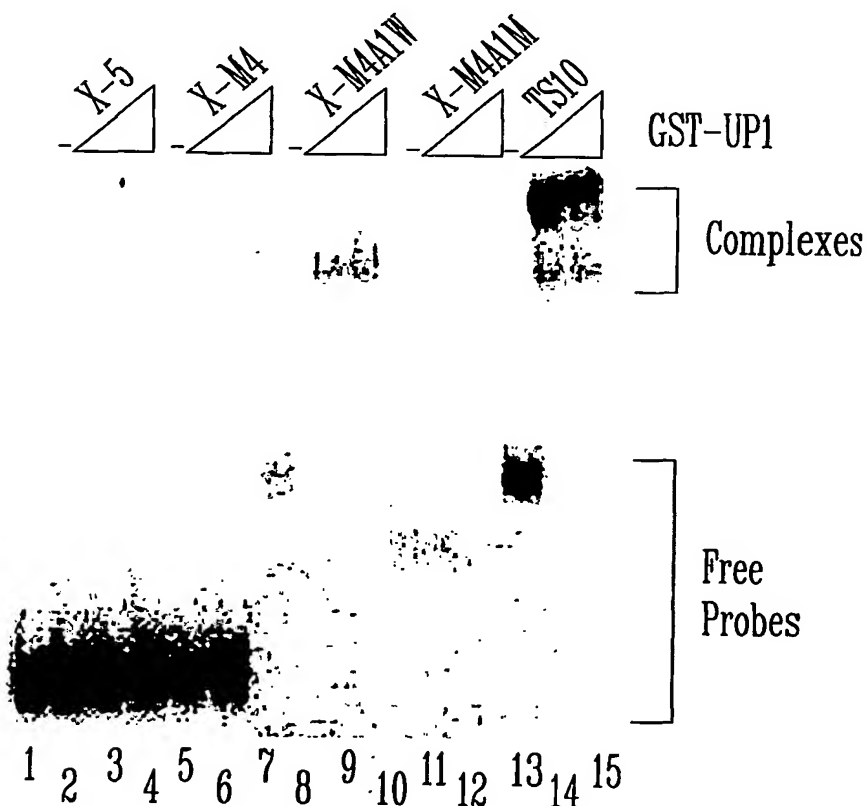 X-5 X-M4 X-M4A1W X-M4A1M TS10
- - - - - GST-UP1
Complexes
Free
Probes
1 2 3 4 5 6 7 8 9 10 11 12 13 14 15